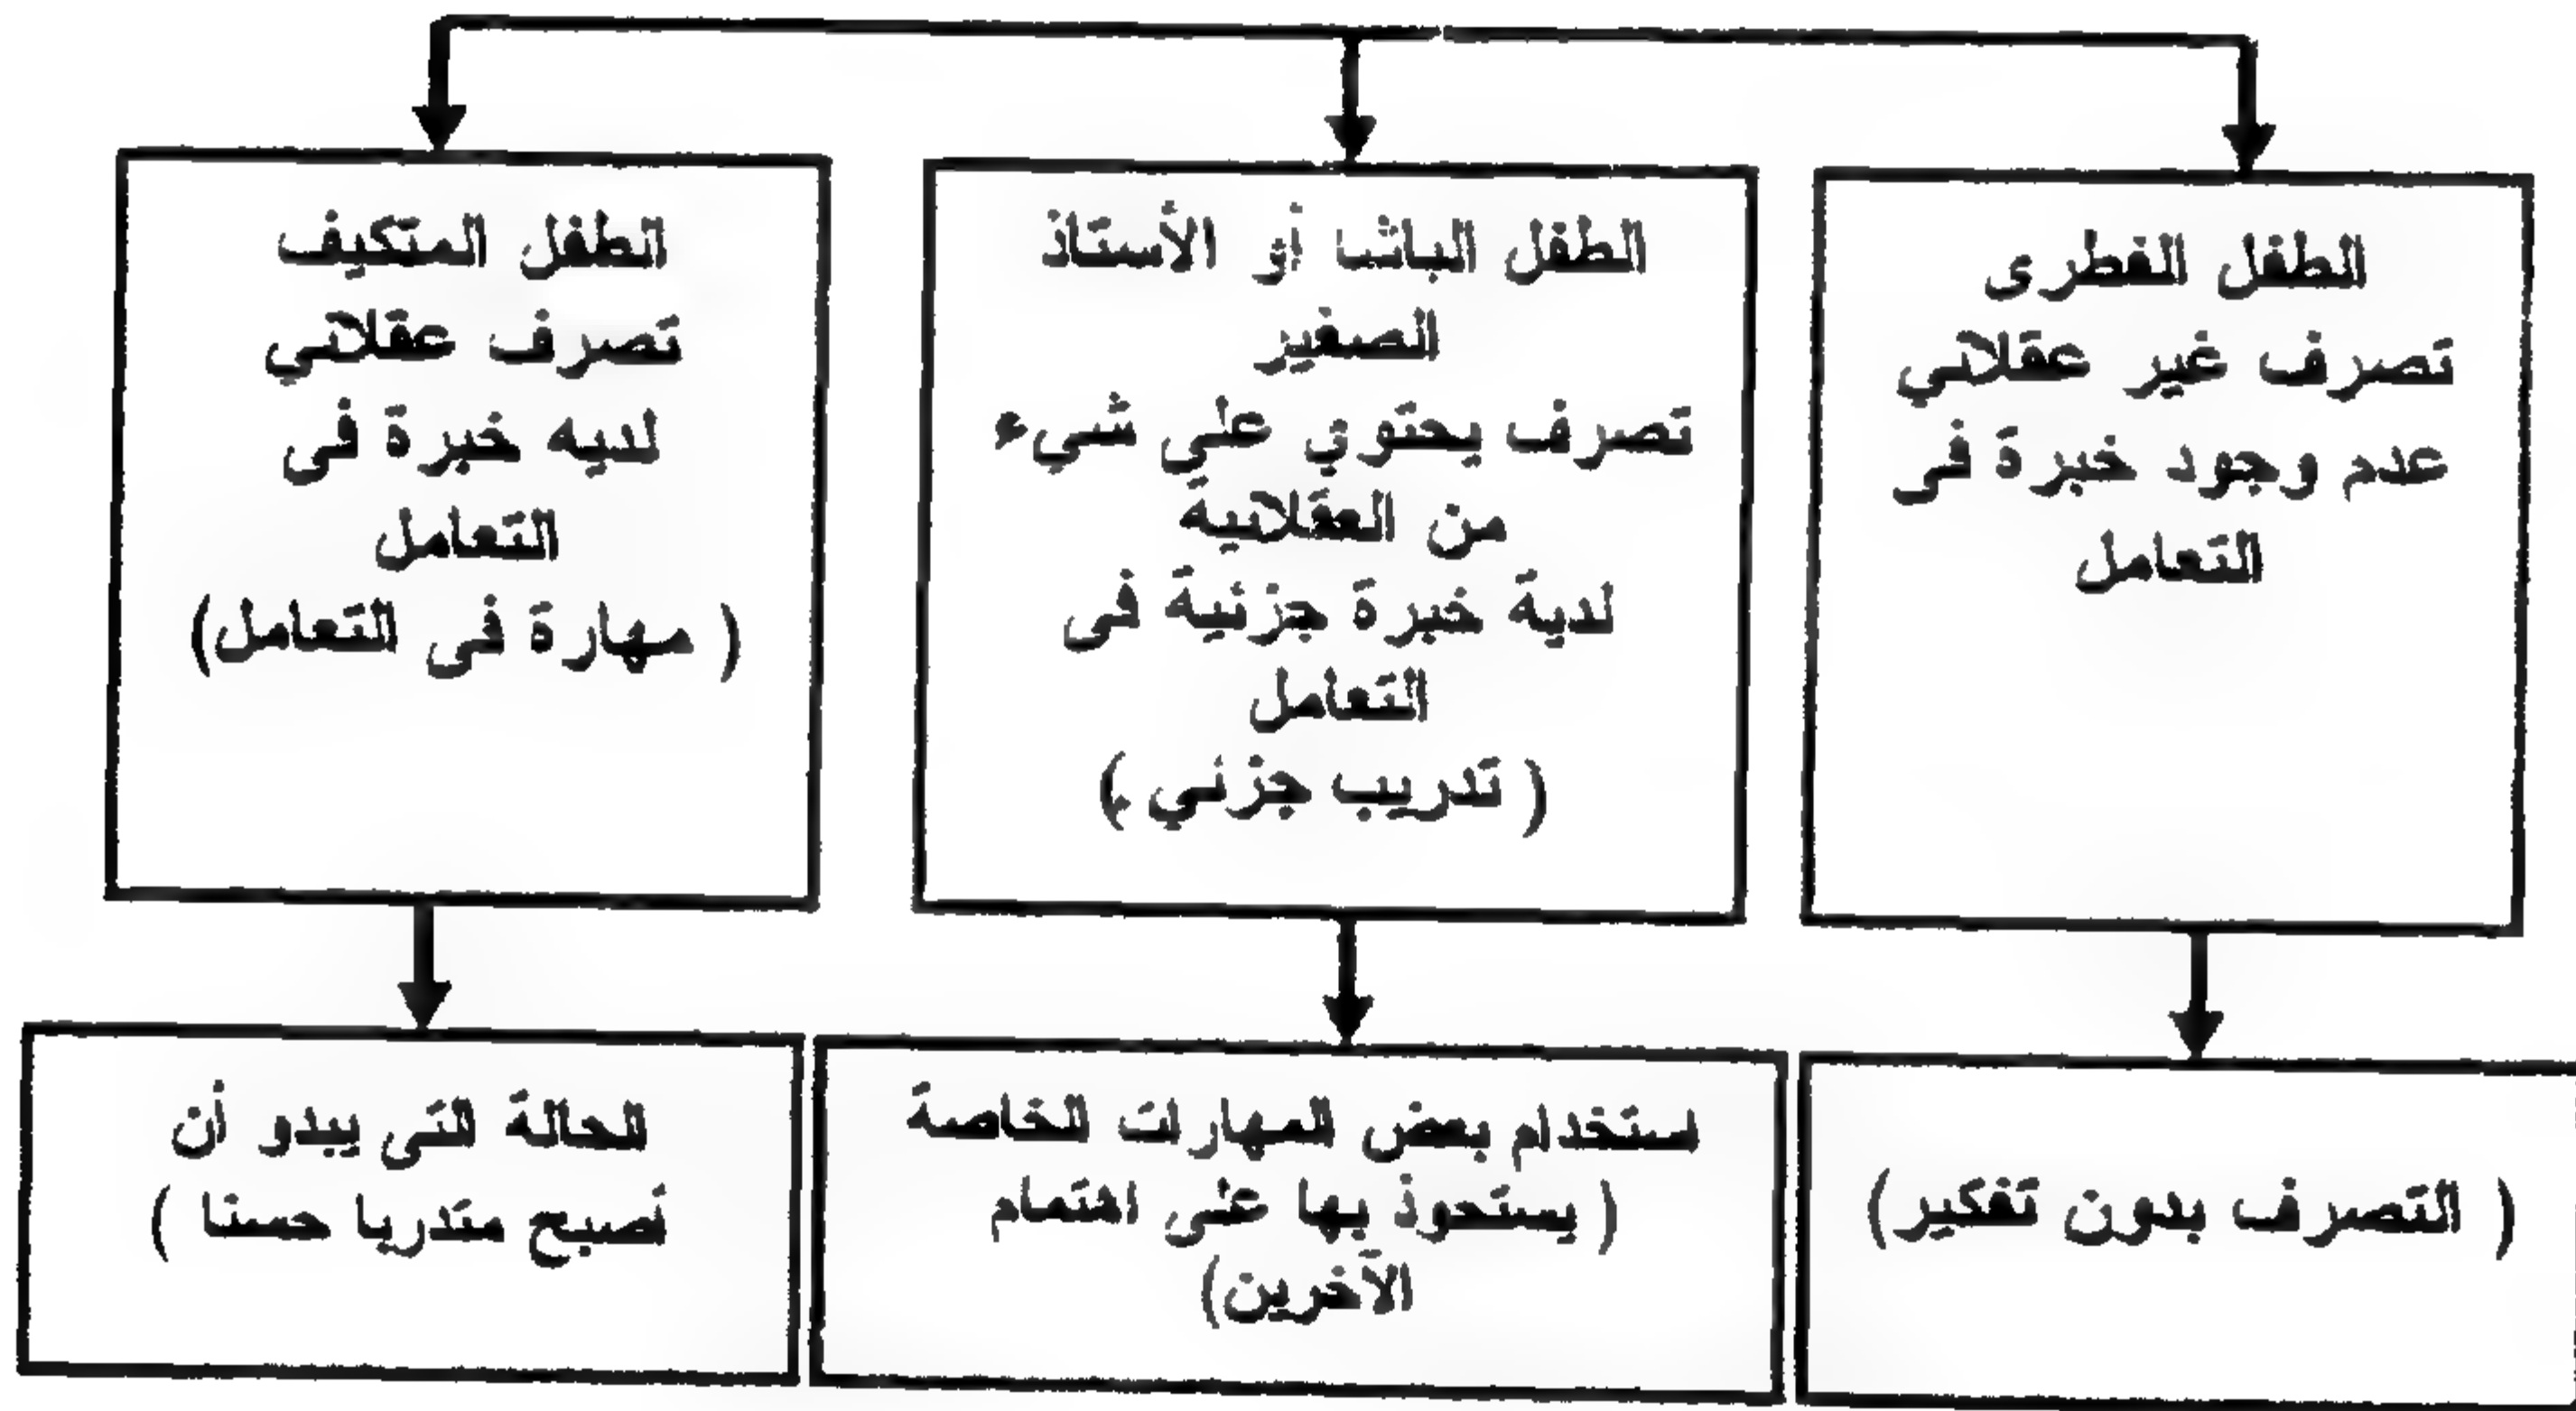 الطفل الفطرى
تصرف غير عقلاني
عدم وجود خبرة فى
التعامل
الطفل الباشا أو الأستاذ
الصغير
تصرف يحتوي على شيء
من العقلانية
لدية خبرة جزئية فى
التعامل
( تدريب جزئي )
الطفل المتكيف
تصرف عقلاني
لديه خبرة فى
التعامل
( مهارة فى التعامل)
( التصرف بدون تفكير)
استخدام بعض المهارات الخاصة
( يستحوذ بها على اهتمام
الآخرين)
الحالة التى يبدو أن
تصبح متدربا حسنا )